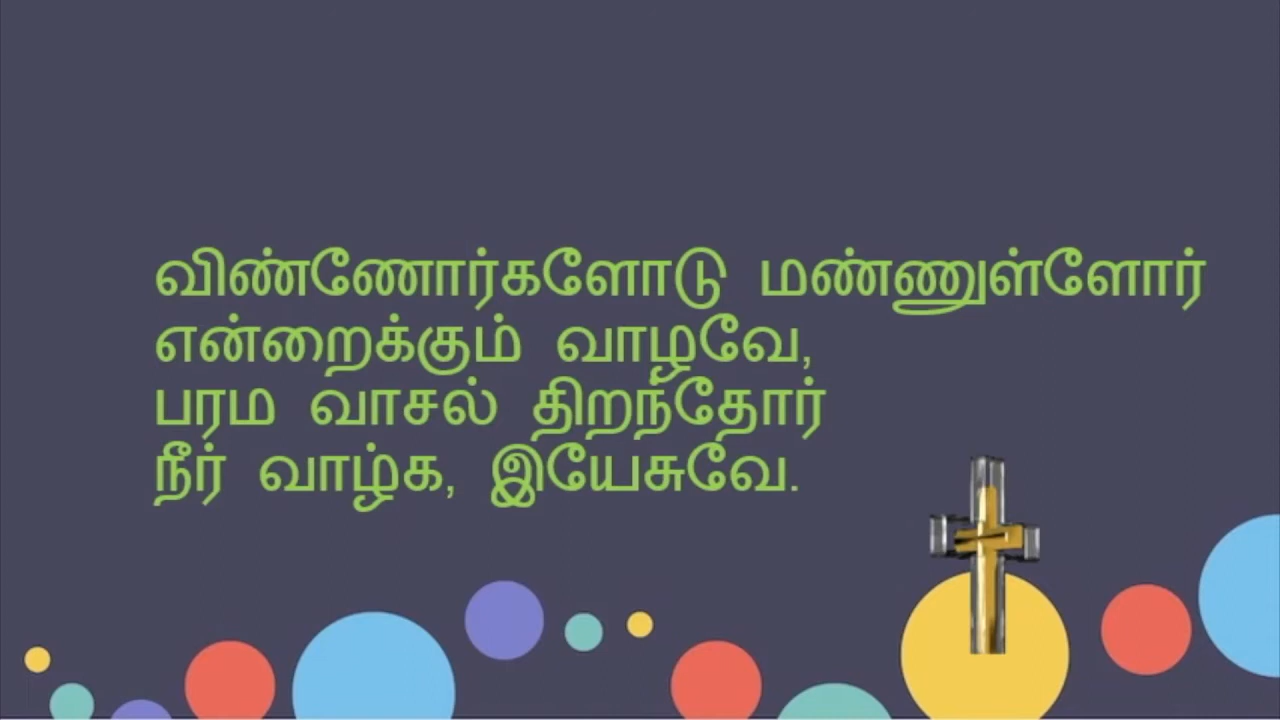 விண்ணோர்களோடு மண்ணுள்ளோர்
என்றைக்கும் வாழவே,
பரம வாசல் திறந்தோர்
நீர் வாழ்க, இயேசுவே.